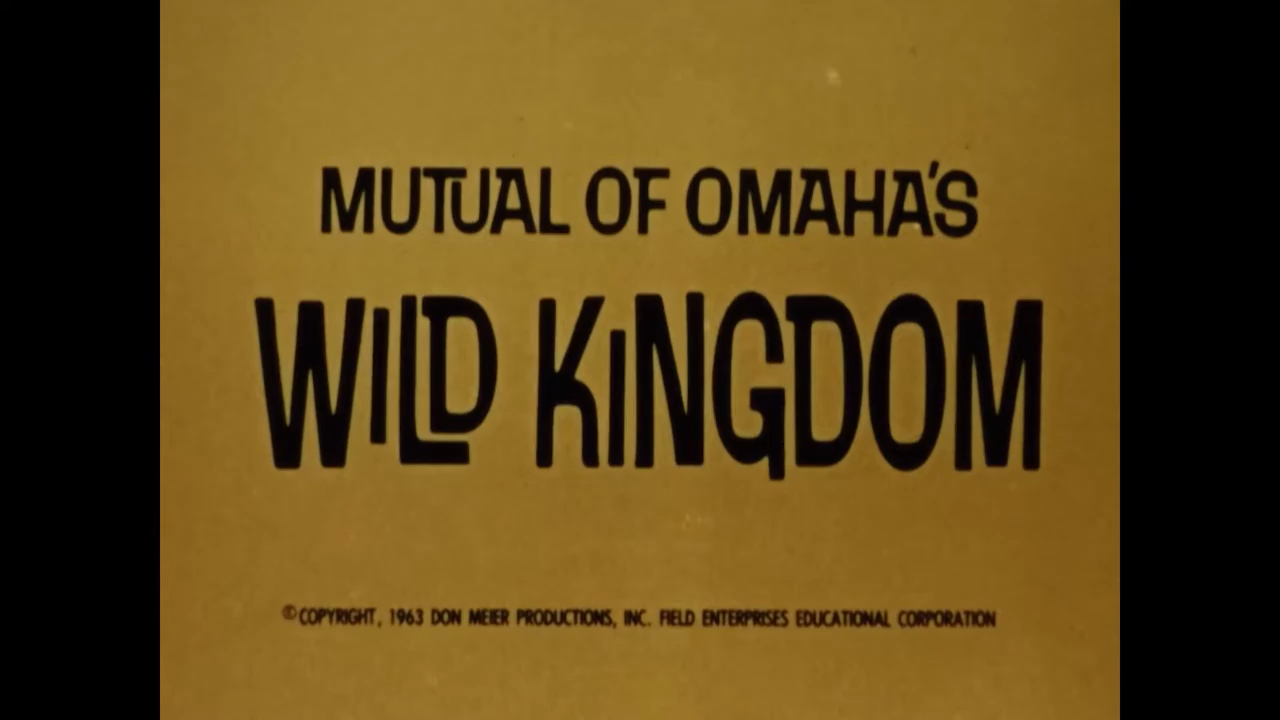 MUTUAL OF OMAHA'S
WILD KINGDOM
©COPYRIGHT, 1963 DON MEIER PRODUCTIONS, INC. FIELD ENTERPRISES EDUCATIONAL CORPORATION